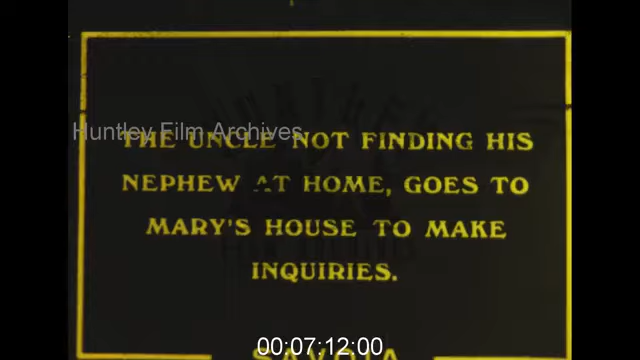 Huntley Film Archives
THE UNCLE NOT FINDING HIS
NEPHEW AT HOME, GOES TO
MARY'S HOUSE TO MAKE
INQUIRIES.
SAVOIA
00:07:12:00